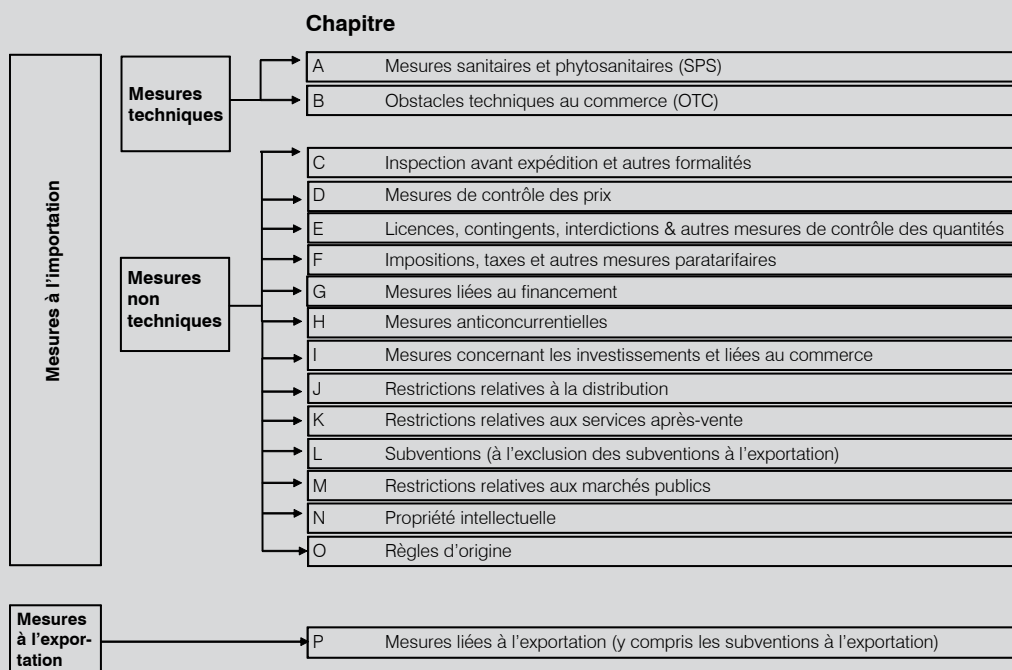 Chapitre
Mesures à l'importation
Mesures
techniques
A Mesures sanitaires et phytosanitaires (SPS)
B Obstacles techniques au commerce (OTC)
Mesures
non
techniques
C Inspection avant expédition et autres formalités
D Mesures de contrôle des prix
E Licences, contingents, interdictions & autres mesures de contrôle des quantités
F Impositions, taxes et autres mesures paratarifaires
G Mesures liées au financement
H Mesures anticoncurrentielles
I Mesures concernant les investissements et liées au commerce
J Restrictions relatives à la distribution
K Restrictions relatives aux services après-vente
L Subventions (à l'exclusion des subventions à l'exportation)
M Restrictions relatives aux marchés publics
N Propriété intellectuelle
O Règles d'origine
Mesures
à l'expor-
tation
P Mesures liées à l'exportation (y compris les subventions à l'exportation)